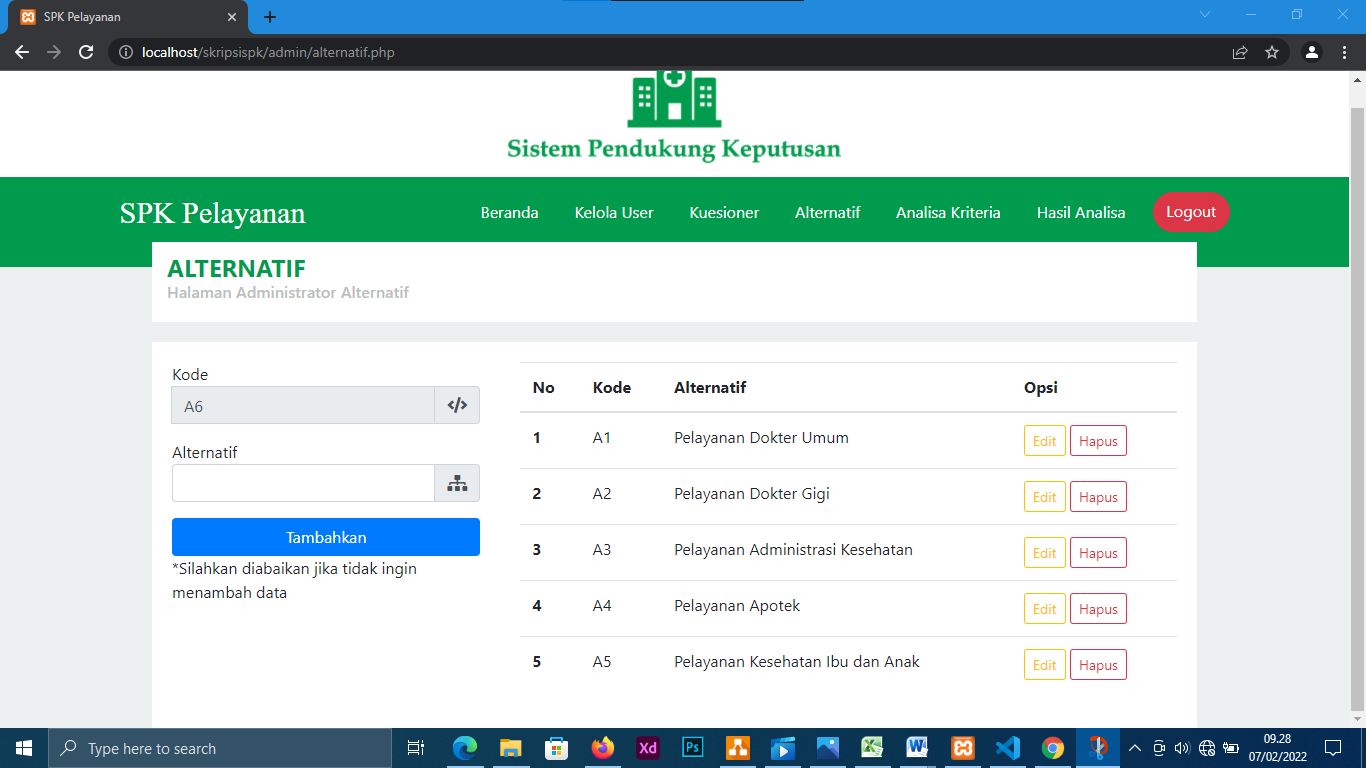 SPK Pelayanan
localhost/skripsispk/admin/alternatif.php
Sistem Pendukung Keputusan
SPK Pelayanan Beranda Kelola User Kuesioner Alternatif Analisa Kriteria Hasil Analisa Logout
ALTERNATIF
Halaman Administrator Alternatif
Kode
A6
Alternatif
Tambahkan
*Silahkan diabaikan jika tidak ingin
menambah data
No Kode Alternatif Opsi
1 A1 Pelayanan Dokter Umum Edit Hapus
2 A2 Pelayanan Dokter Gigi Edit Hapus
3 A3 Pelayanan Administrasi Kesehatan Edit Hapus
4 A4 Pelayanan Apotek Edit Hapus
5 A5 Pelayanan Kesehatan Ibu dan Anak Edit Hapus
Type here to search
Xd
Ps
09.28
07/02/2022